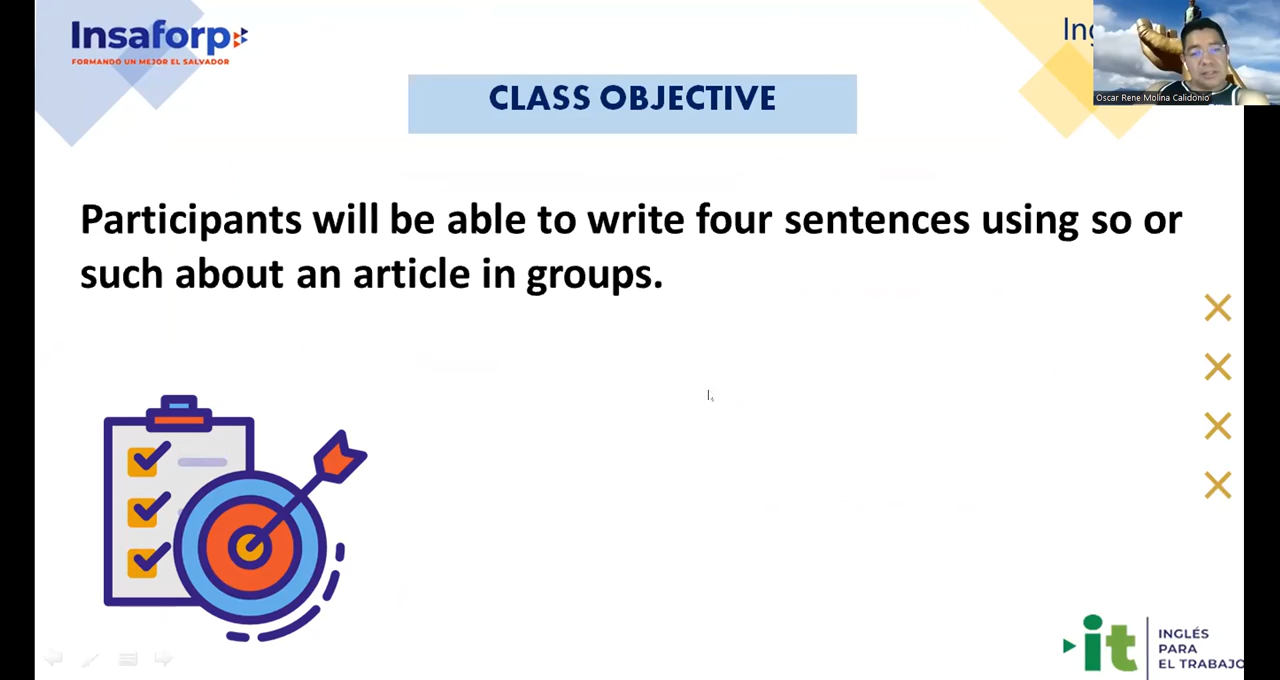 Insaforp
FORMANDO UN MEJOR EL SALVADOR
CLASS OBJECTIVE
Oscar Rene Molina Calidonio
Participants will be able to write four sentences using so or
such about an article in groups.
it
INGLÉS
PARA
EL TRABAJO